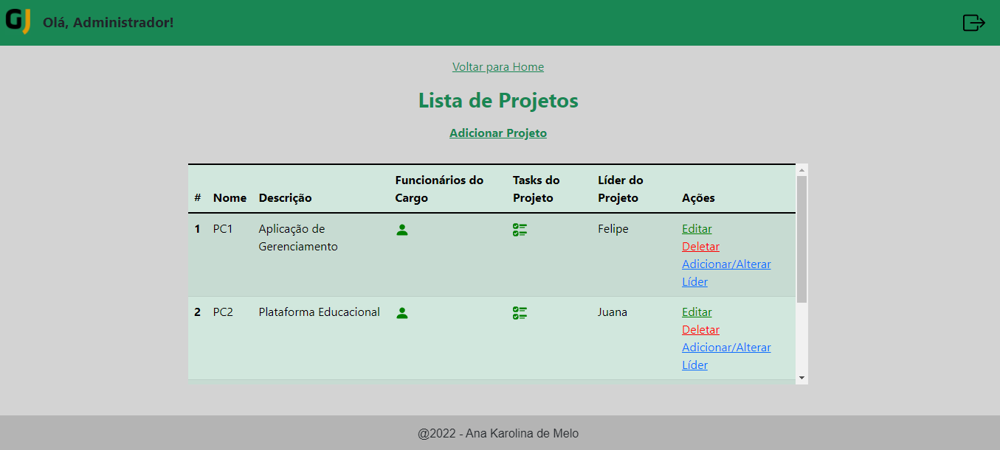 GJ Olá, Administrador!
Voltar para Home
Lista de Projetos
Adicionar Projeto
# Nome Descrição Funcionários do Cargo Tasks do Projeto Líder do Projeto Ações
1 PC1 Aplicação de Gerenciamento Felipe Editar
Deletar
Adicionar/Alterar
Líder
2 PC2 Plataforma Educacional Juana Editar
Deletar
Adicionar/Alterar
Líder
@2022 - Ana Karolina de Melo